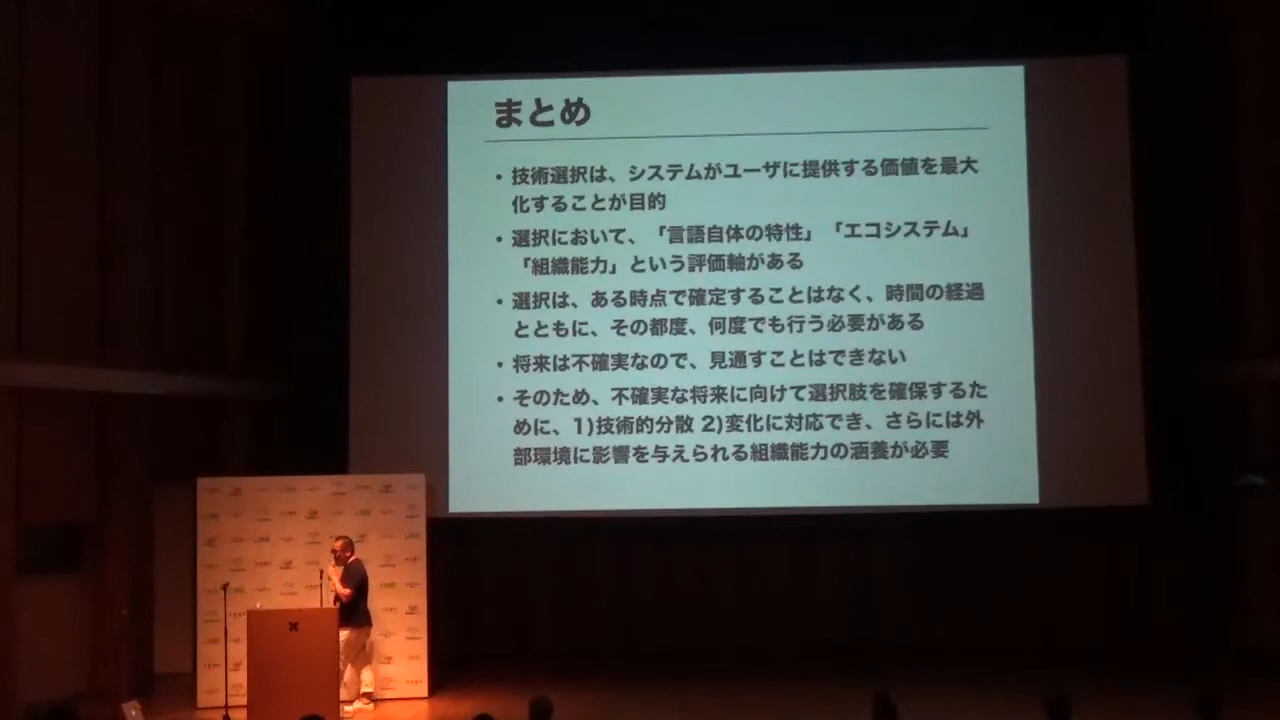 まとめ
・技術選択は、システムがユーザに提供する価値を最大
化することが目的
・選択において、「言語自体の特性」「エコシステム」
「組織能力」という評価軸がある
・選択は、ある時点で確定することはなく、時間の経過
とともに、その都度、何度でも行う必要がある
・将来は不確実なので、見通すことはできない
・そのため、不確実な将来に向けて選択肢を確保するた
めに、1)技術的分散 2)変化に対応でき、さらには外
部環境に影響を与えられる組織能力の涵養が必要